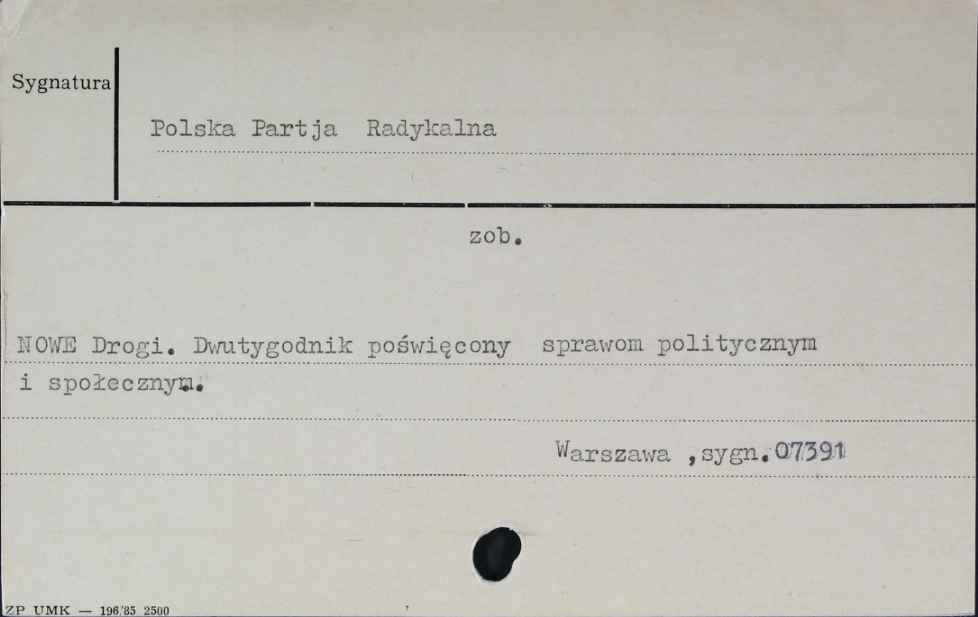 Sygnatura
Polska Partja Radykalna
zob.
NOWE Drogi. Dwutygodnik poświęcony sprawom politycznym
i społecznym.
Warszawa ,sygn.07391
ZP UMK — 196/85 2500